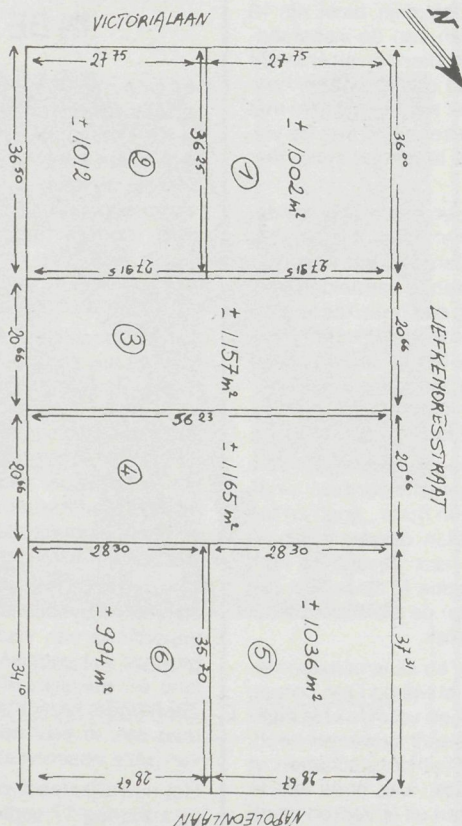 VICTORIALAAN
N
27 75
27 75
36 50
± 1012
②
36 25
①
± 1002 m²
36 00
27 915
27 915
20 66
③
± 1157 m²
20 66
LIEFKEMORESSTRAAT
56 23
20 66
④
± 1165 m²
20 66
28 30
28 30
34 10
± 994 m²
⑥
35 70
⑤
± 1036 m²
37 31
28 67
28 67
NAPOLEONLAAN